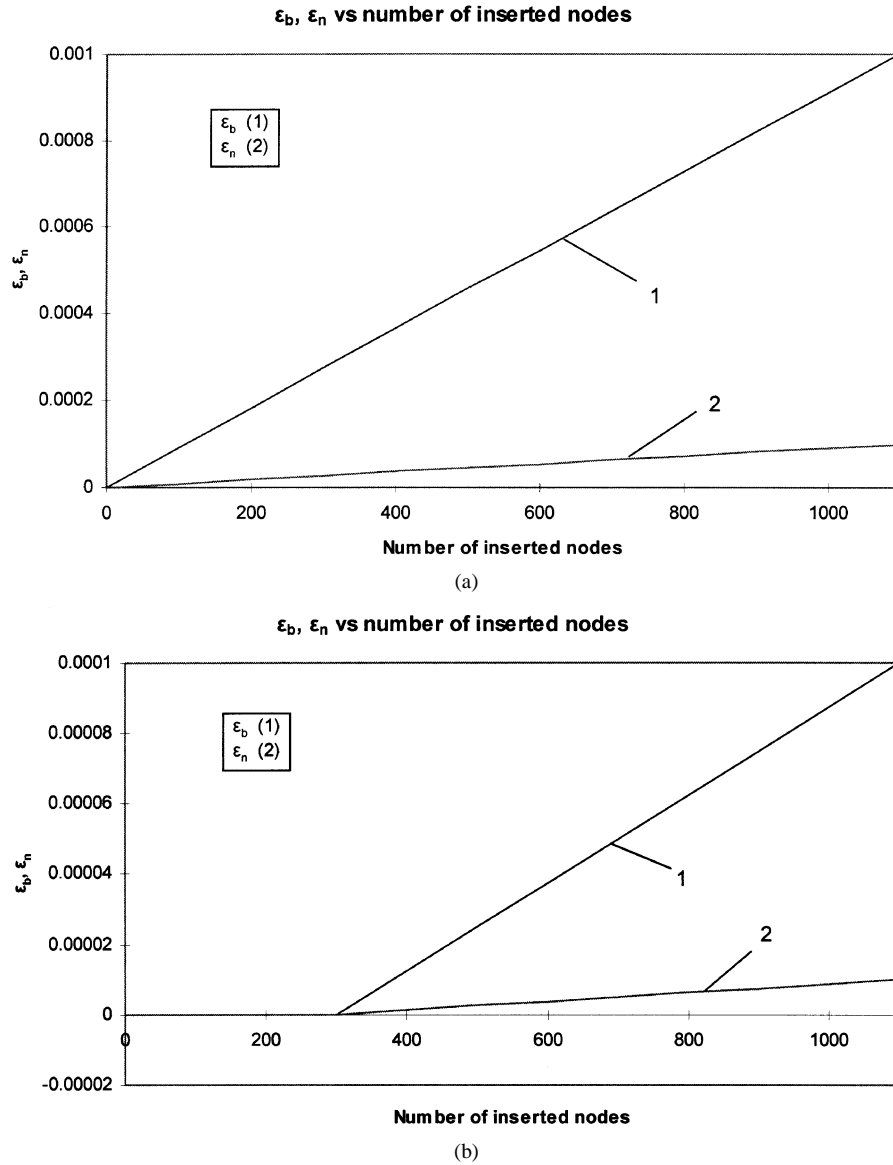 εb, εn vs number of inserted nodes
0.001
0.0008
0.0006
0.0004
0.0002
0
εb, εn
εb (1)
εn (2)
1
2
0 200 400 600 800 1000
Number of inserted nodes
(a)
εb, εn vs number of inserted nodes
0.0001
0.00008
0.00006
0.00004
0.00002
0
-0.00002
εb, εn
εb (1)
εn (2)
1
2
0 200 400 600 800 1000
Number of inserted nodes
(b)